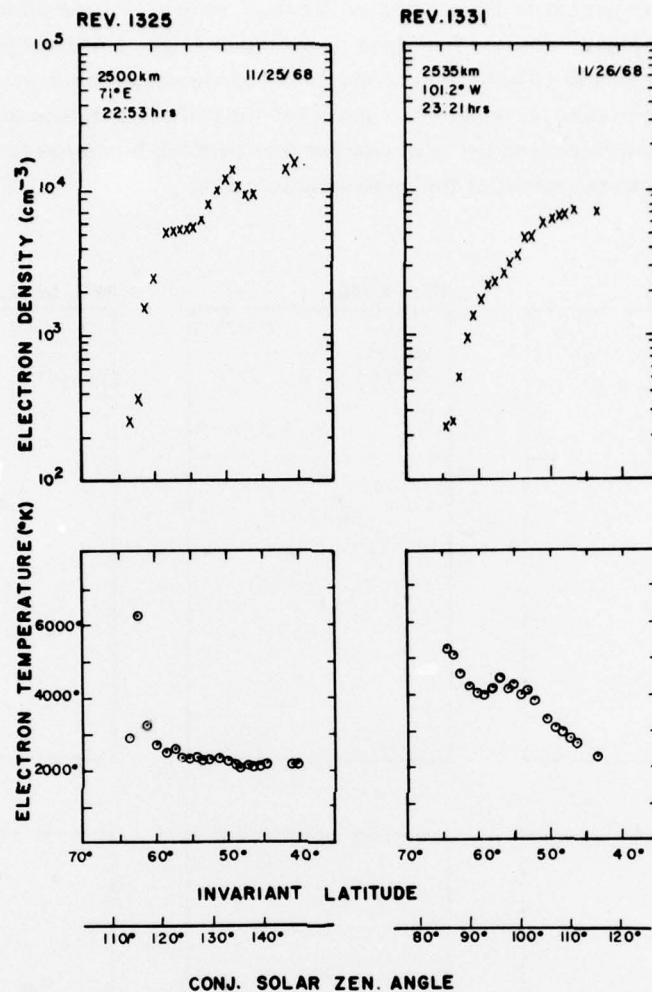 REV. 1325
REV. 1331
10⁵
2500km 11/25/68
71°E
22:53 hrs
2535km 11/26/68
101.2° W
23:21 hrs
10⁴
10³
10²
ELECTRON DENSITY (cm⁻³)
ELECTRON TEMPERATURE (°K)
6000°
4000°
2000°
70° 60° 50° 40° 70° 60° 50° 40°
INVARIANT LATITUDE
110° 120° 130° 140° 80° 90° 100° 110° 120°
CONJ. SOLAR ZEN. ANGLE